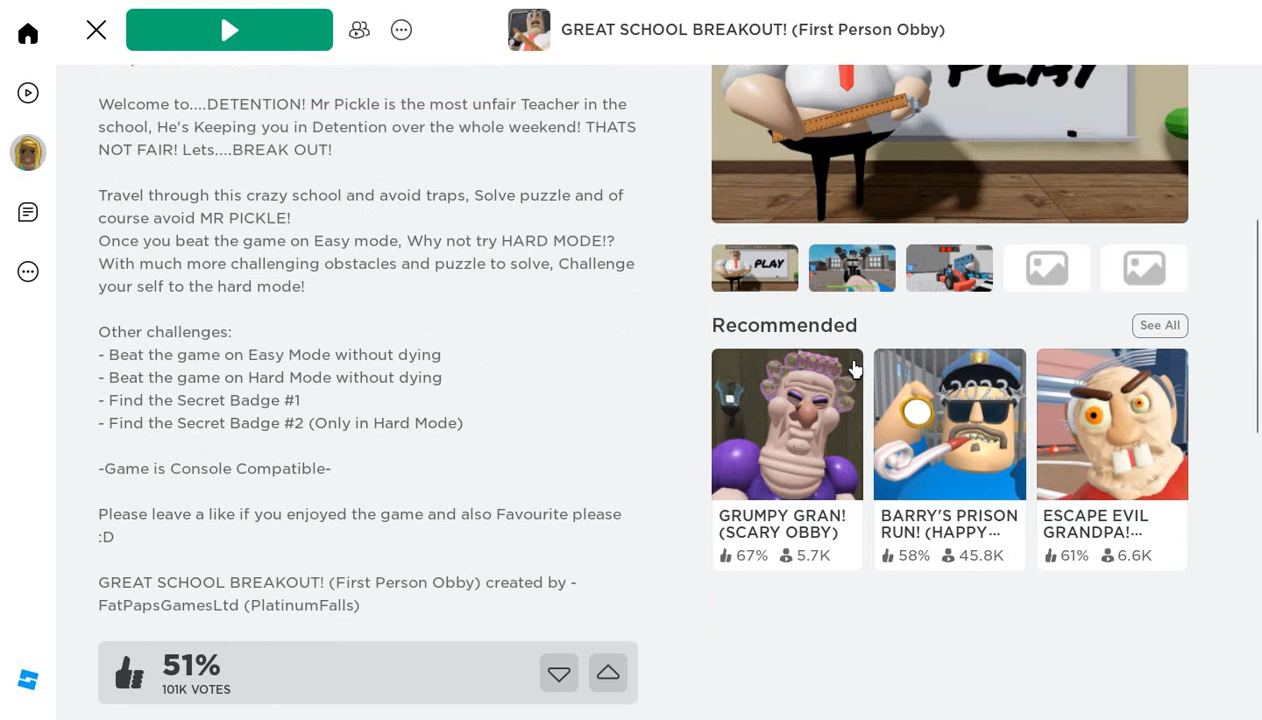 GREAT SCHOOL BREAKOUT! (First Person Obby)
Welcome to....DETENTION! Mr Pickle is the most unfair Teacher in the
school, He's Keeping you in Detention over the whole weekend! THATS
NOT FAIR! Lets....BREAK OUT!
Travel through this crazy school and avoid traps, Solve puzzle and of
course avoid MR PICKLE!
Once you beat the game on Easy mode, Why not try HARD MODE!?
With much more challenging obstacles and puzzle to solve, Challenge
your self to the hard mode!
Other challenges:
- Beat the game on Easy Mode without dying
- Beat the game on Hard Mode without dying
- Find the Secret Badge #1
- Find the Secret Badge #2 (Only in Hard Mode)
-Game is Console Compatible-
Please leave a like if you enjoyed the game and also Favourite please
:D
GREAT SCHOOL BREAKOUT! (First Person Obby) created by -
FatPapsGamesLtd (PlatinumFalls)
51%
101K VOTES
PLAY
PLAY
Recommended
See All
2023
GRUMPY GRAN!
(SCARY OBBY)
67% 5.7K
BARRY'S PRISON
RUN! (HAPPY...
58% 45.8K
ESCAPE EVIL
GRANDPA!...
61% 6.6K